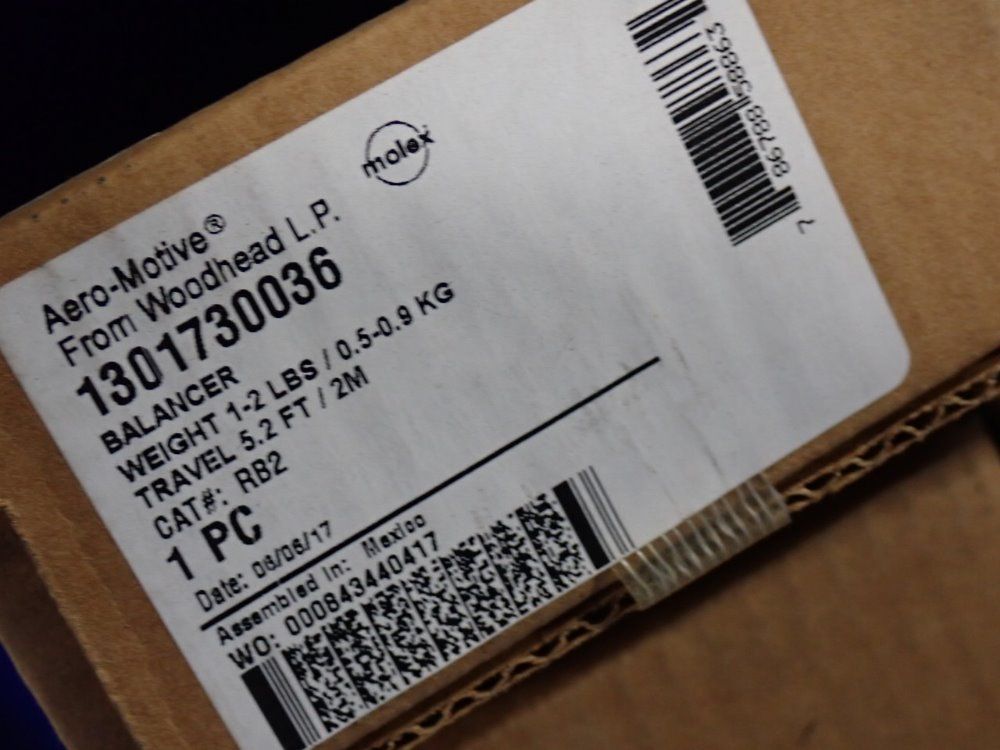 molex
Aero-Motive®
From Woodhead L.P.
1301730036
BALANCER
WEIGHT 1-2 LBS / 0.5-0.9 KG
TRAVEL 5.2 FT / 2M
CAT#: RB2
1 PC
Date: 06/06/17
Assembled In: Mexico
WO: 000843440417
7